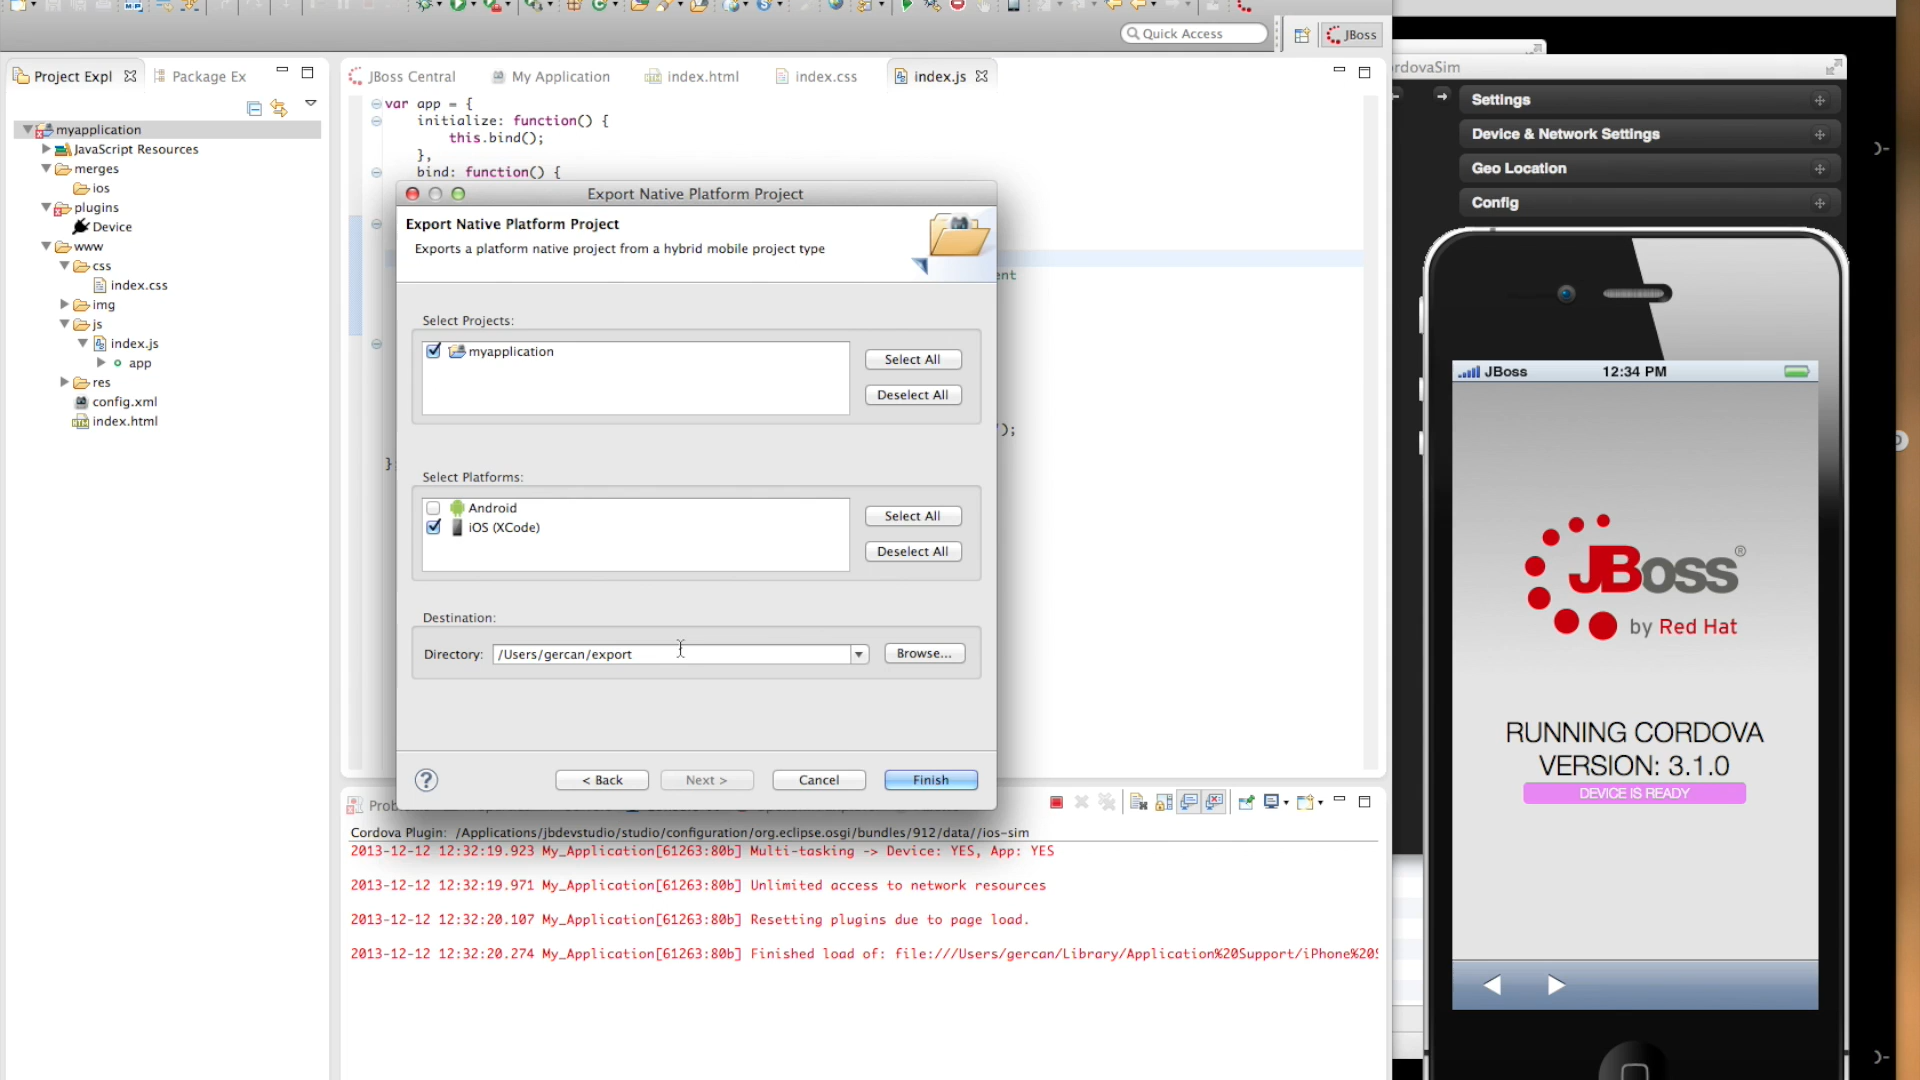 Quick Access
JBoss
Project Expl
Package Ex
JBoss Central
My Application
index.html
index.css
index.js
myapplication
JavaScript Resources
merges
ios
plugins
Device
www
css
index.css
img
js
index.js
app
res
config.xml
index.html
var app = {
initialize: function() {
this.bind();
},
bind: function() {
ent
');
}
Export Native Platform Project
Export Native Platform Project
Exports a platform native project from a hybrid mobile project type
Select Projects:
myapplication
Select All
Deselect All
Select Platforms:
Android
iOS (XCode)
Select All
Deselect All
Destination:
Directory:
/Users/gercan/export
Browse...
?
< Back
Next >
Cancel
Finish
Cordova Plugin: /Applications/jbdevstudio/studio/configuration/org.eclipse.osgi/bundles/912/data//ios-sim
2013-12-12 12:32:19.923 My_Application[61263:80b] Multi-tasking -> Device: YES, App: YES
2013-12-12 12:32:19.971 My_Application[61263:80b] Unlimited access to network resources
2013-12-12 12:32:20.107 My_Application[61263:80b] Resetting plugins due to page load.
2013-12-12 12:32:20.274 My_Application[61263:80b] Finished load of: file:///Users/gercan/Library/Application%20Support/iPhone%20
rdovaSim
Settings
Device & Network Settings
Geo Location
Config
JBoss
12:34 PM
JBoss ®
by Red Hat
RUNNING CORDOVA
VERSION: 3.1.0
DEVICE IS READY